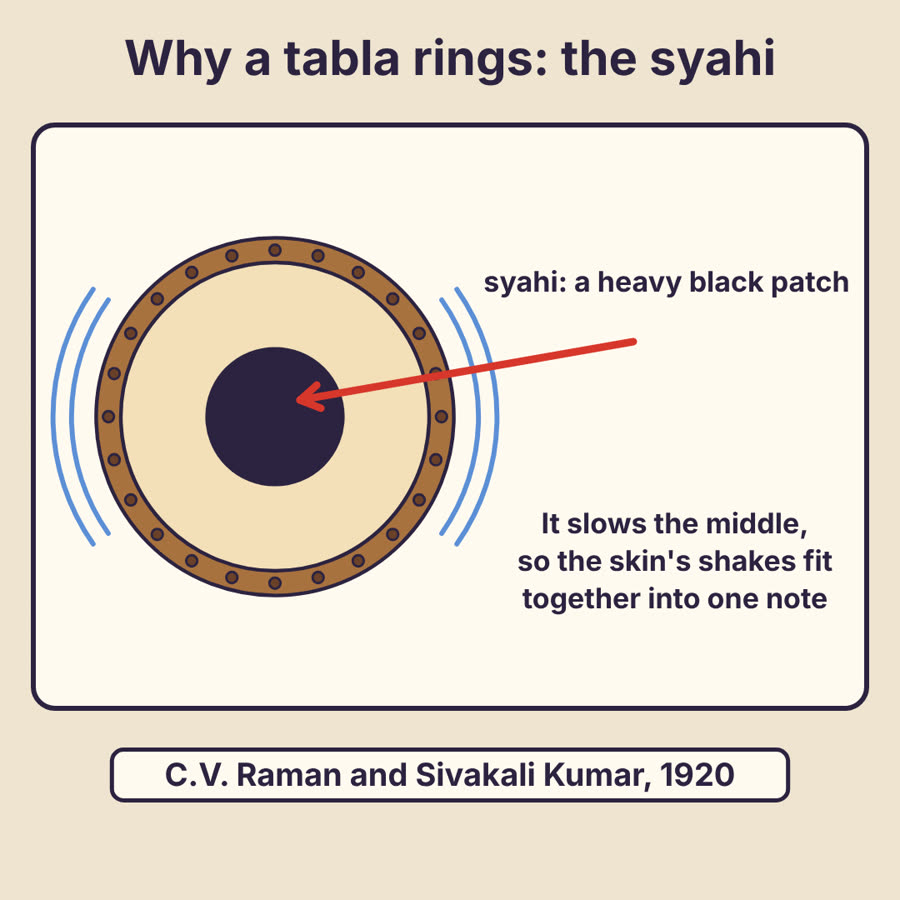 Why a tabla rings: the syahi
syahi: a heavy black patch
It slows the middle,
so the skin's shakes fit
together into one note
C.V. Raman and Sivakali Kumar, 1920